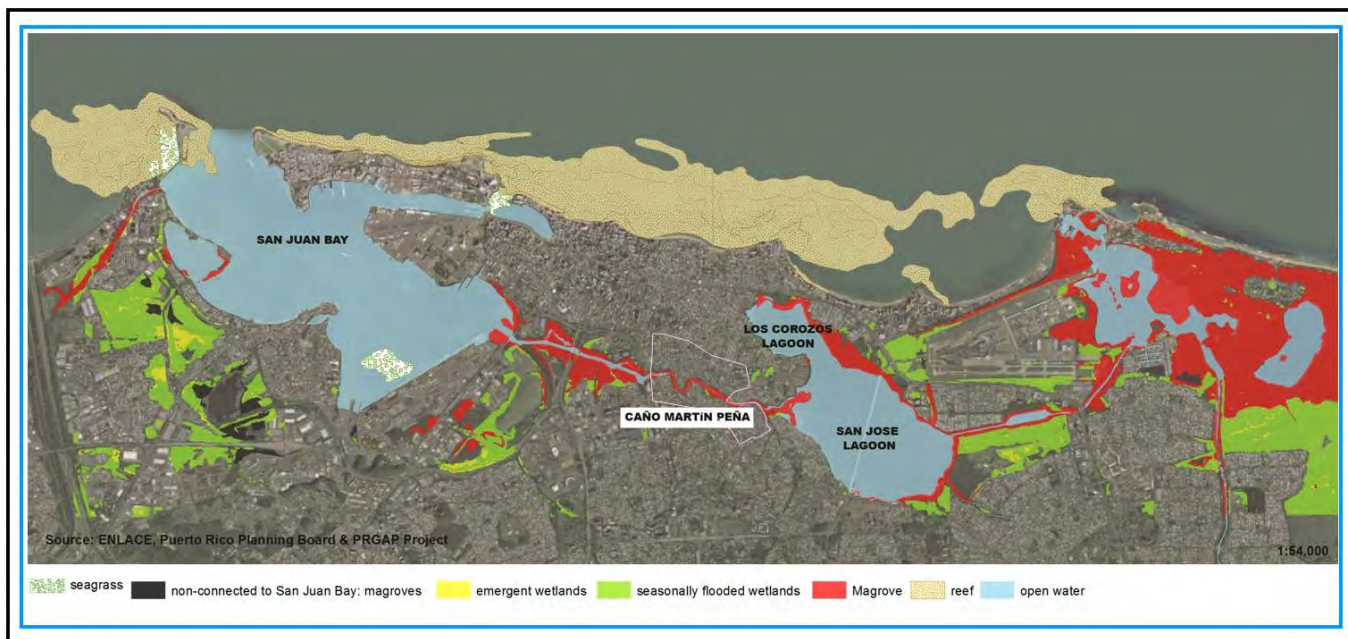 SAN JUAN BAY
LOS COROZOS
LAGOON
CAÑO MARTíN PEÑA
SAN JOSE
LAGOON
Source: ENLACE, Puerto Rico Planning Board & PRGAP Project
1:54,000
seagrass
non-connected to San Juan Bay: magroves
emergent wetlands
seasonally flooded wetlands
Magrove
reef
open water